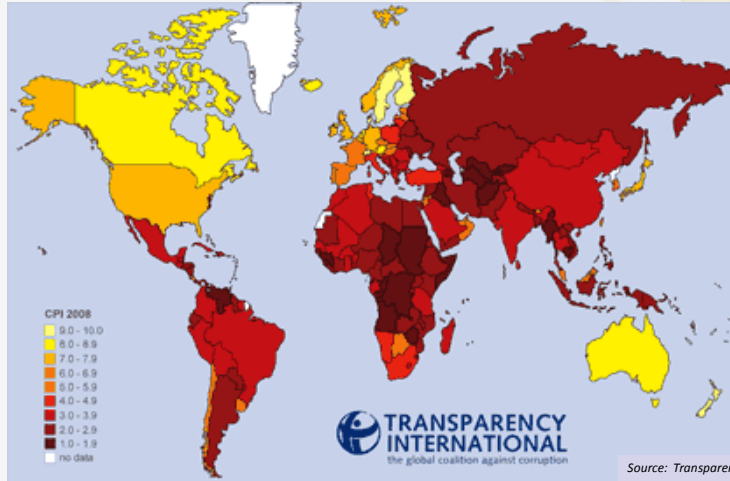 CPI 2008
9.0 - 10.0
8.0 - 8.9
7.0 - 7.9
6.0 - 6.9
5.0 - 5.9
4.0 - 4.9
3.0 - 3.9
2.0 - 2.9
1.0 - 1.9
no data
TRANSPARENCY
INTERNATIONAL
the global coalition against corruption
Source: Transparen